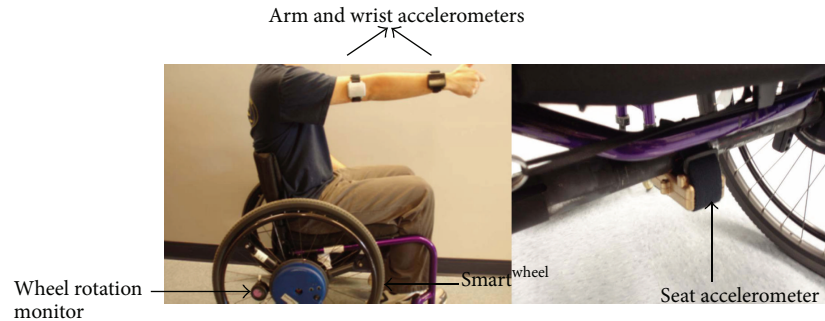 Arm and wrist accelerometers
Smartwheel
Wheel rotation
monitor
Seat accelerometer